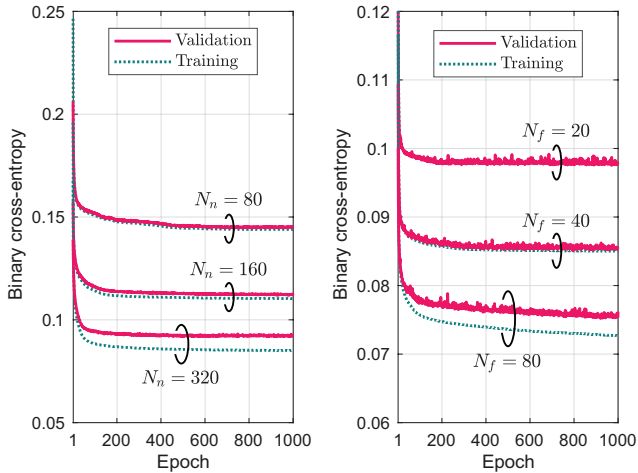 0.25
0.2
0.15
0.1
0.05
Binary cross-entropy
Validation
Training
N_n = 80
N_n = 160
N_n = 320
1 200 400 600 800 1000
Epoch
0.12
0.11
0.1
0.09
0.08
0.07
0.06
Binary cross-entropy
Validation
Training
N_f = 20
N_f = 40
N_f = 80
1 200 400 600 800 1000
Epoch